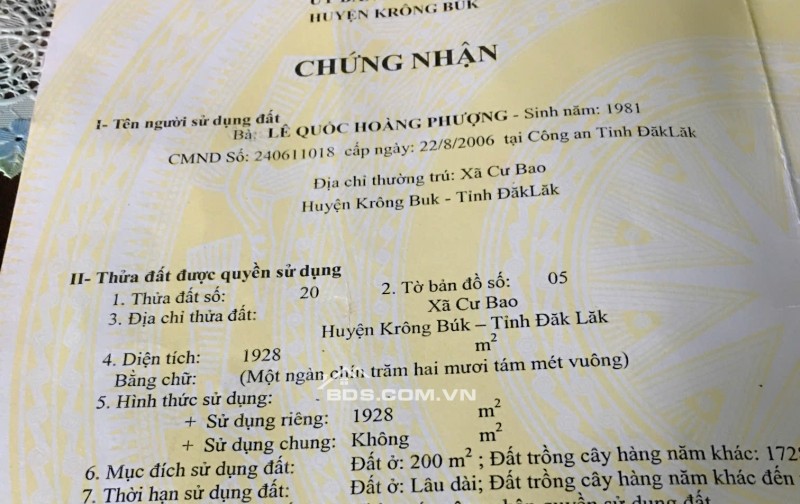 HUYỆN KRÔNG BUK
CHỨNG NHẬN
I- Tên người sử dụng đất
Bà: LÊ QUỐC HOÀNG PHƯỢNG - Sinh năm: 1981
CMND Số: 240611018 cấp ngày: 22/8/2006 tại Công an Tỉnh ĐăkLăk
Địa chỉ thường trú: Xã Cư Bao
Huyện Krông Buk - Tỉnh ĐăkLăk
II- Thửa đất được quyền sử dụng
1. Thửa đất số: 20 2. Tờ bản đồ số: 05
3. Địa chỉ thửa đất: Xã Cư Bao
Huyện Krông Búk – Tỉnh Đăk Lăk
4. Diện tích: 1928 m²
Bằng chữ: (Một ngàn chín trăm hai mươi tám mét vuông)
BDS.COM.VN
5. Hình thức sử dụng:
+ Sử dụng riêng: 1928 m²
+ Sử dụng chung: Không m²
6. Mục đích sử dụng đất: Đất ở: 200 m² ; Đất trồng cây hàng năm khác: 172
7. Thời hạn sử dụng đất: Đất ở: Lâu dài; Đất trồng cây hàng năm khác đến